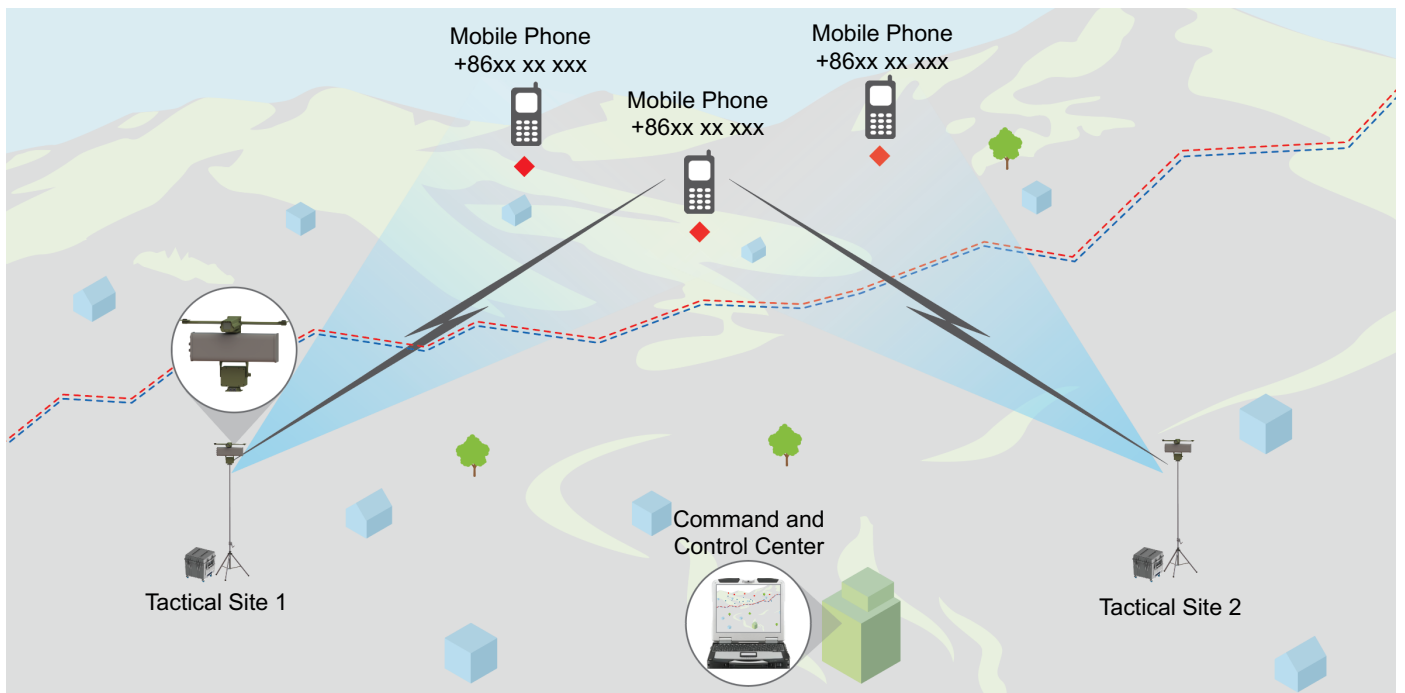 Mobile Phone
+86xx xx xxx
Mobile Phone
+86xx xx xxx
Mobile Phone
+86xx xx xxx
Command and
Control Center
Tactical Site 1
Tactical Site 2